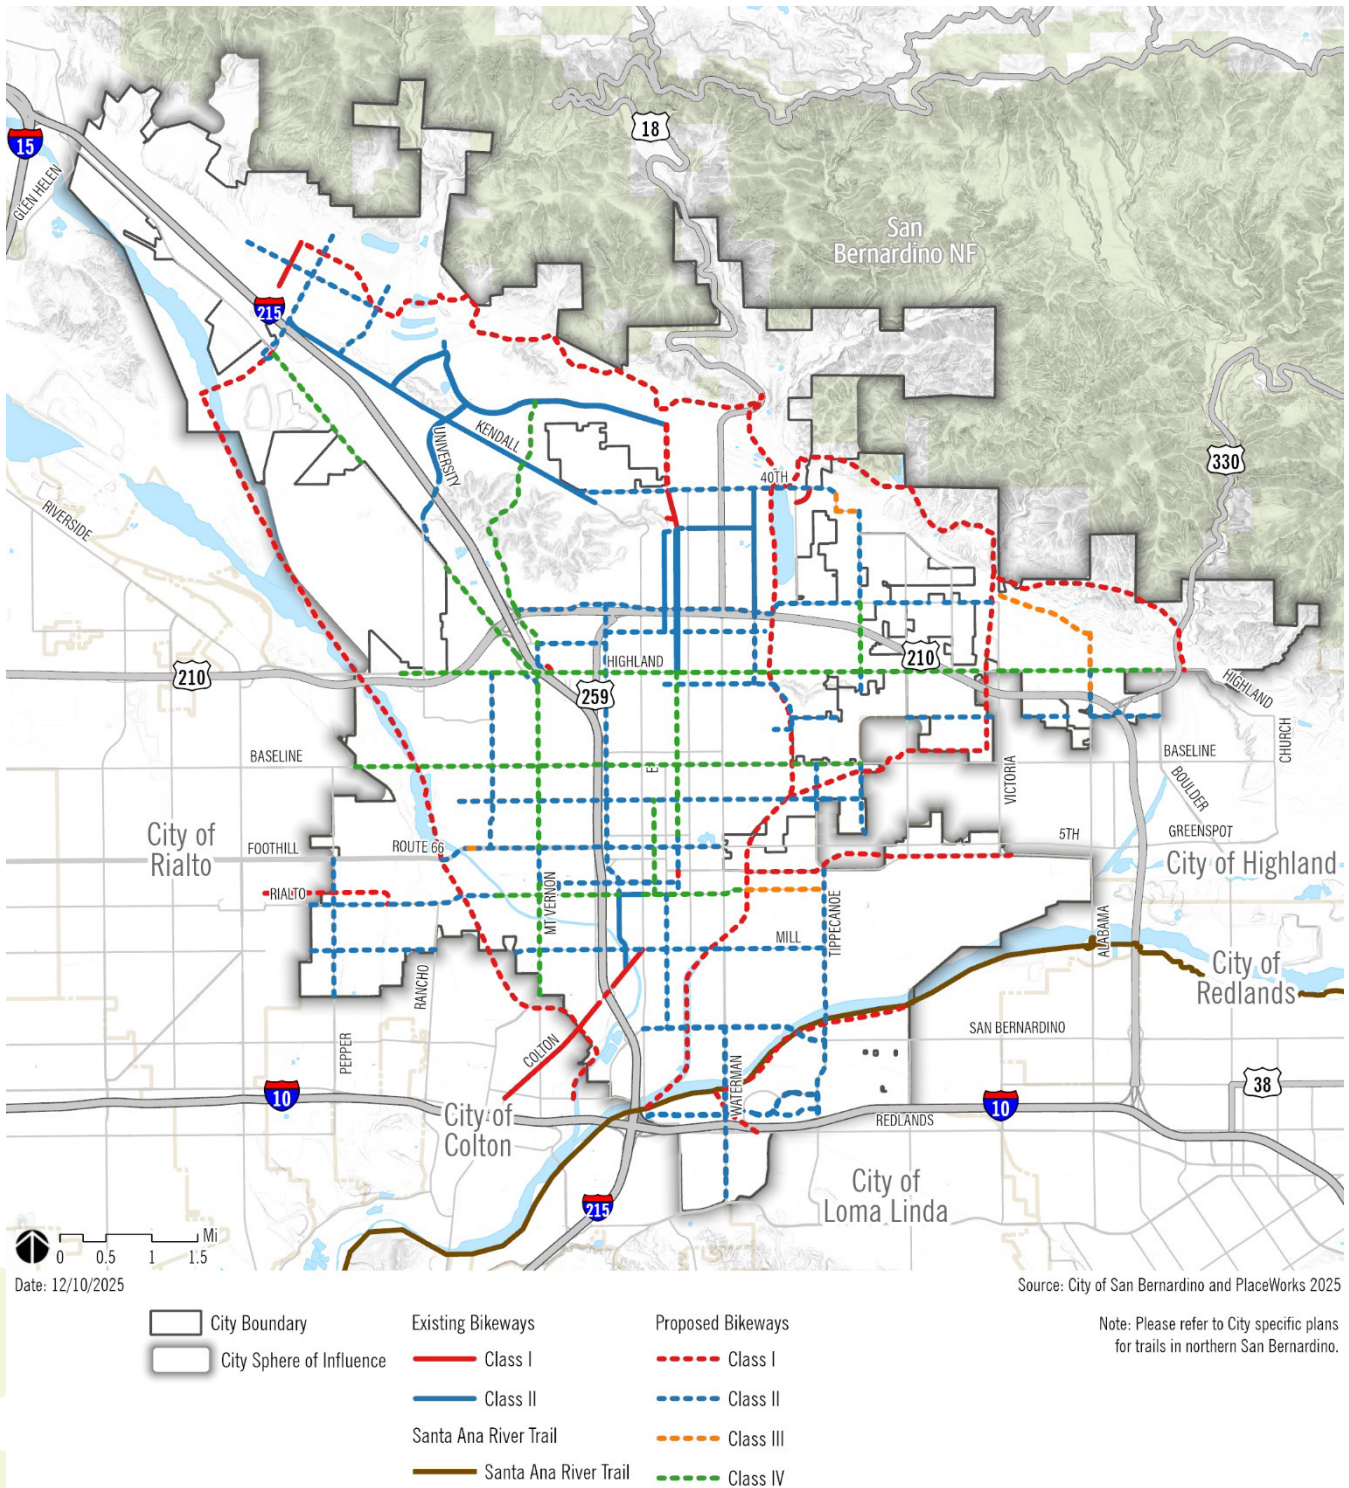 18
15
GLEN HELEN
San
Bernardino NF
215
KENDALL
UNIVERSITY
40TH
330
RIVERSIDE
210
HIGHLAND
210
259
HIGHLAND
CHURCH
BASELINE
E
VICTORIA
BASELINE
BOULDER
City of
Rialto
FOOTHILL
ROUTE 66
5TH
GREENSPOT
City of Highland
RIALTO
MT VERNON
MILL
TIPPECANOE
ALABAMA
RANCHO
City of
Redlands
PEPPER
COLTON
SAN BERNARDINO
WATERMAN
10
10
38
City of
Colton
REDLANDS
City of
Loma Linda
215
0 0.5 1 1.5 Mi
Date: 12/10/2025
Source: City of San Bernardino and PlaceWorks 2025
Note: Please refer to City specific plans
for trails in northern San Bernardino.
City Boundary
City Sphere of Influence
Existing Bikeways
Class I
Class II
Santa Ana River Trail
Santa Ana River Trail
Proposed Bikeways
Class I
Class II
Class III
Class IV